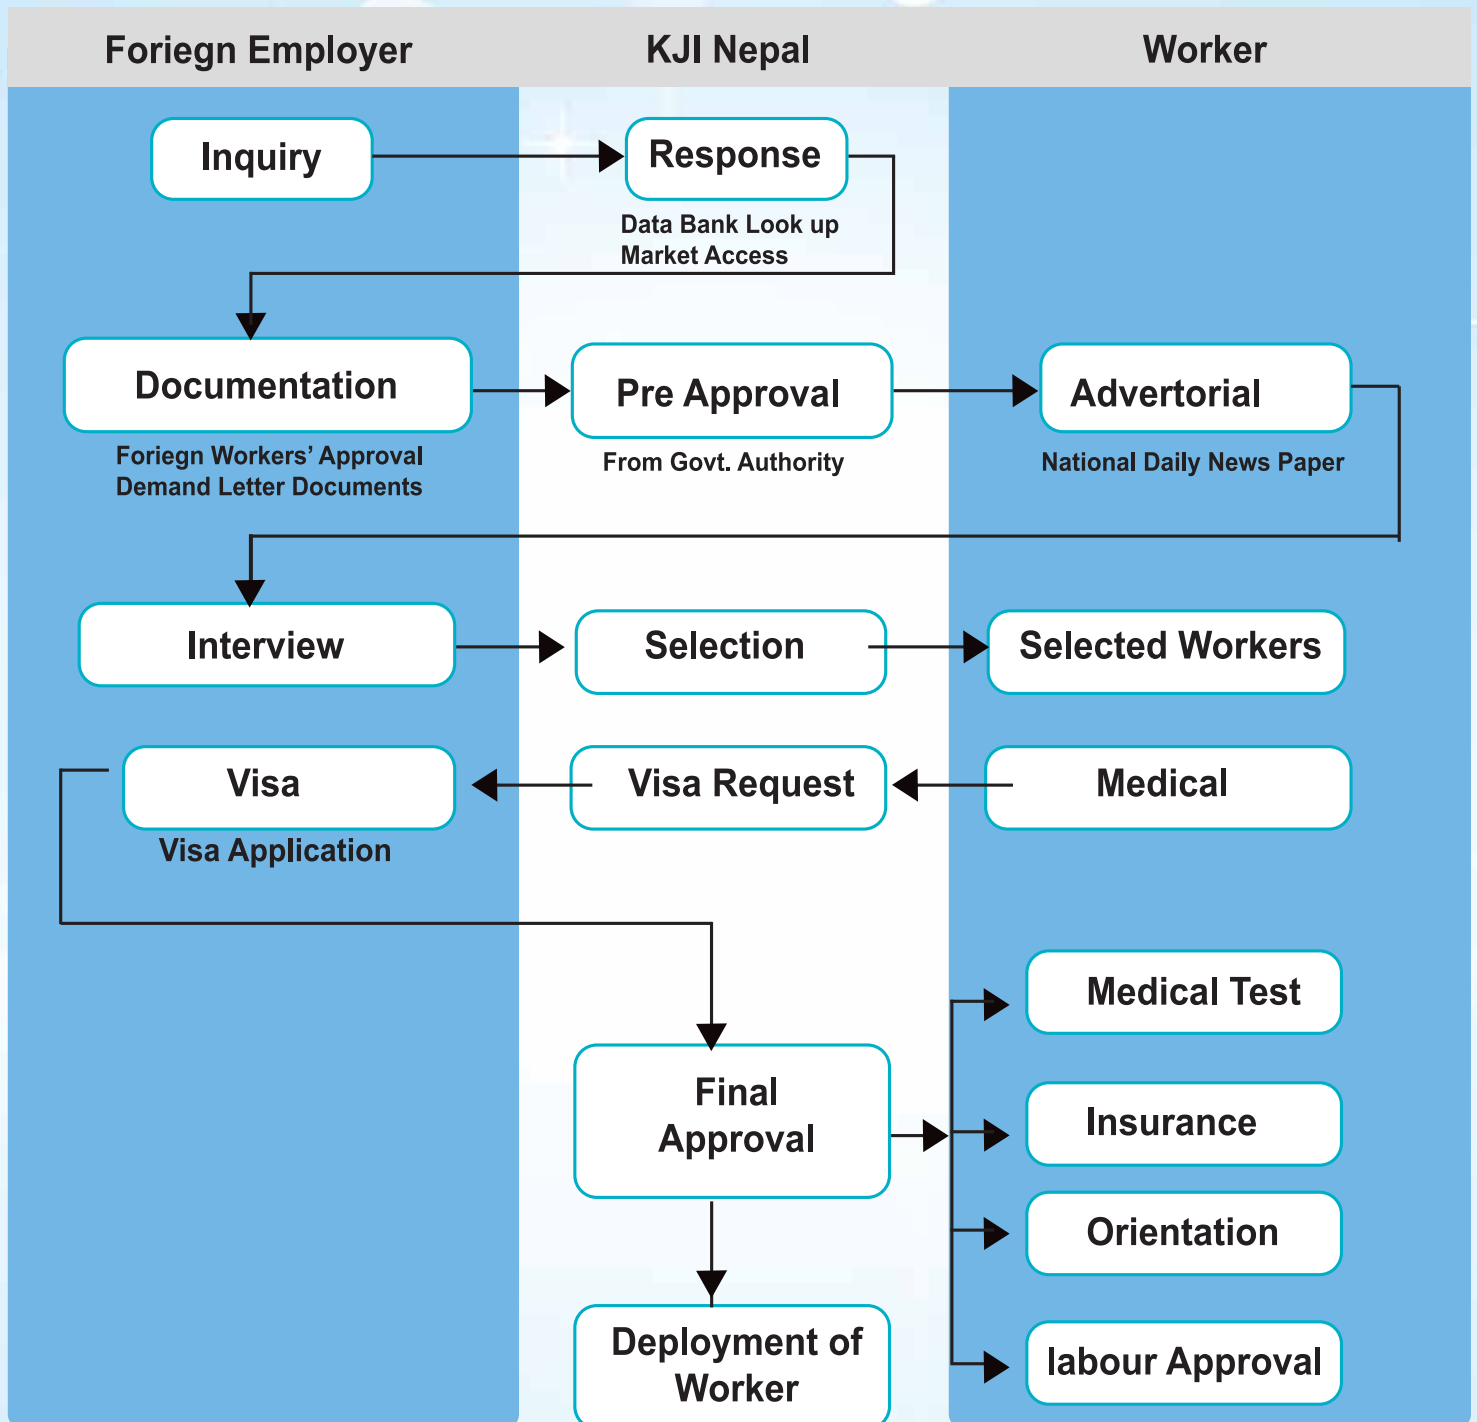 Foriegn Employer
KJI Nepal
Worker
Inquiry
Response
Data Bank Look up
Market Access
Documentation
Foriegn Workers’ Approval
Demand Letter Documents
Pre Approval
From Govt. Authority
Advertorial
National Daily News Paper
Interview
Selection
Selected Workers
Visa
Visa Application
Visa Request
Medical
Final
Approval
Medical Test
Insurance
Orientation
labour Approval
Deployment of
Worker